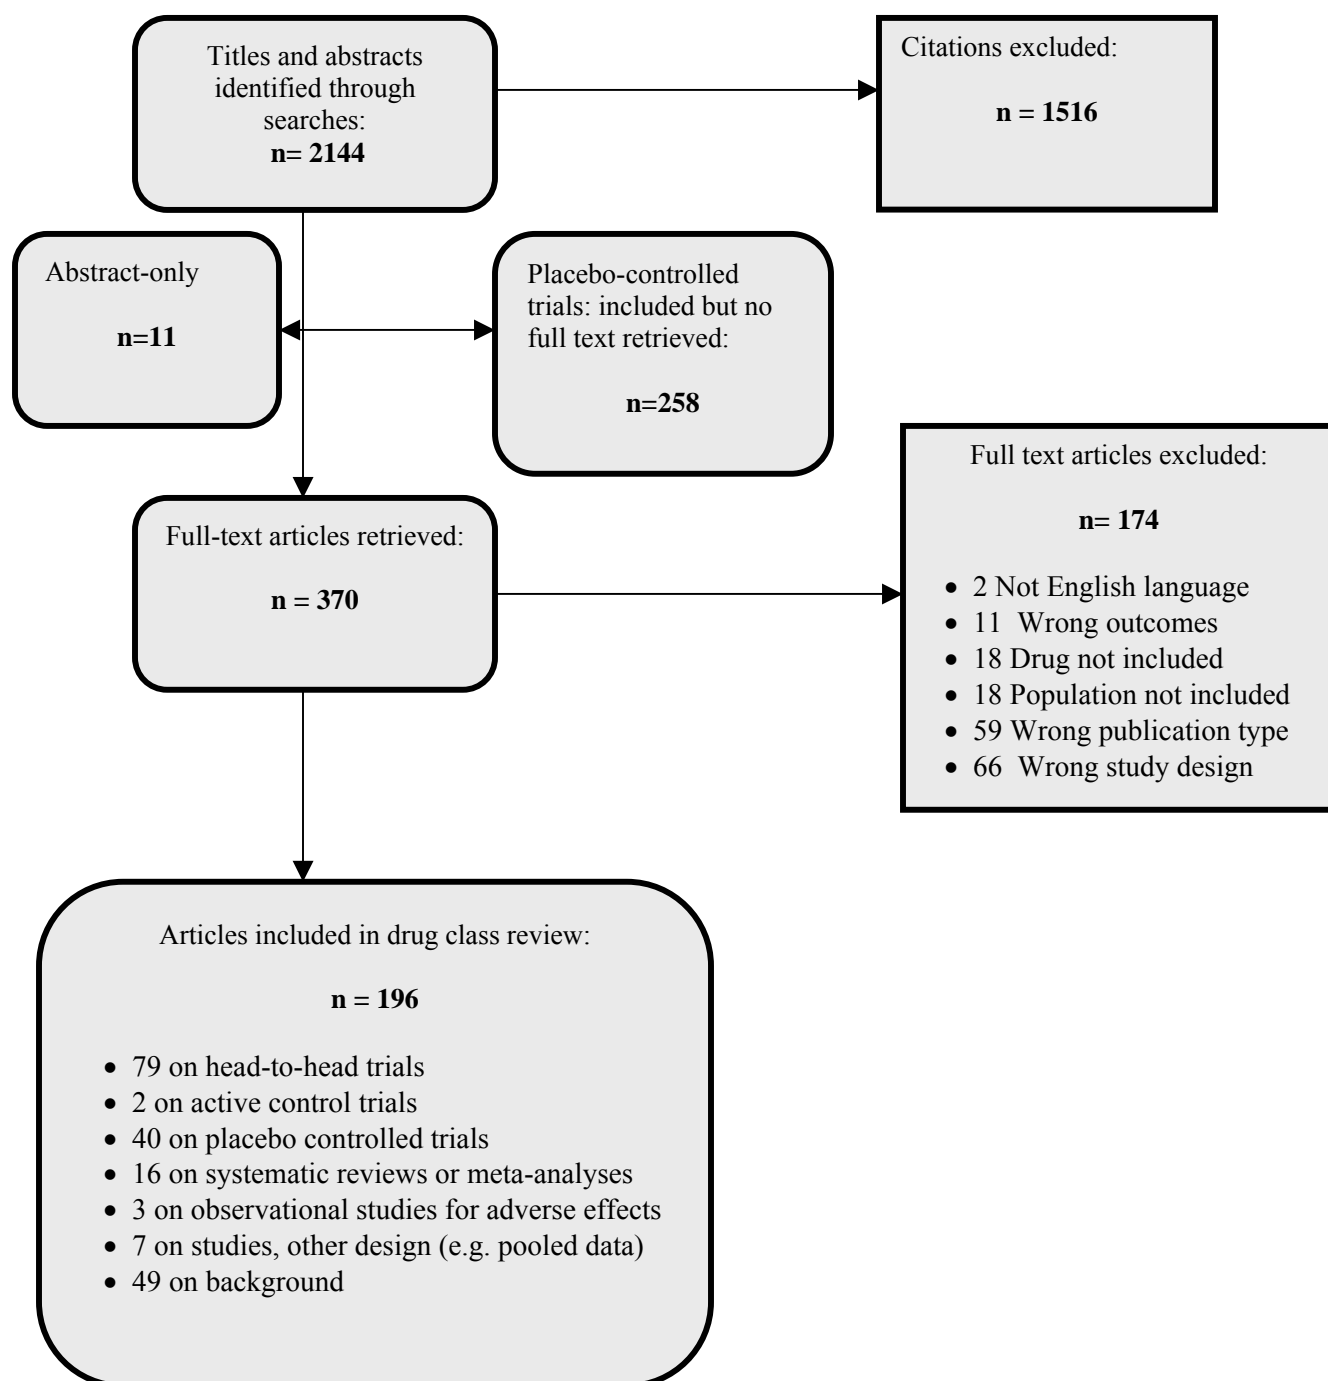 Titles and abstracts
identified through
searches:
n= 2144
Citations excluded:
n = 1516
Abstract-only
n=11
Placebo-controlled
trials: included but no
full text retrieved:
n=258
Full-text articles retrieved:
n = 370
Full text articles excluded:
n= 174
• 2 Not English language
• 11  Wrong outcomes
• 18 Drug not included
• 18 Population not included
• 59 Wrong publication type
• 66  Wrong study design
Articles included in drug class review:
n = 196
• 79 on head-to-head trials
• 2 on active control trials
• 40 on placebo controlled trials
• 16 on systematic reviews or meta-analyses
• 3 on observational studies for adverse effects
• 7 on studies, other design (e.g. pooled data)
• 49 on background